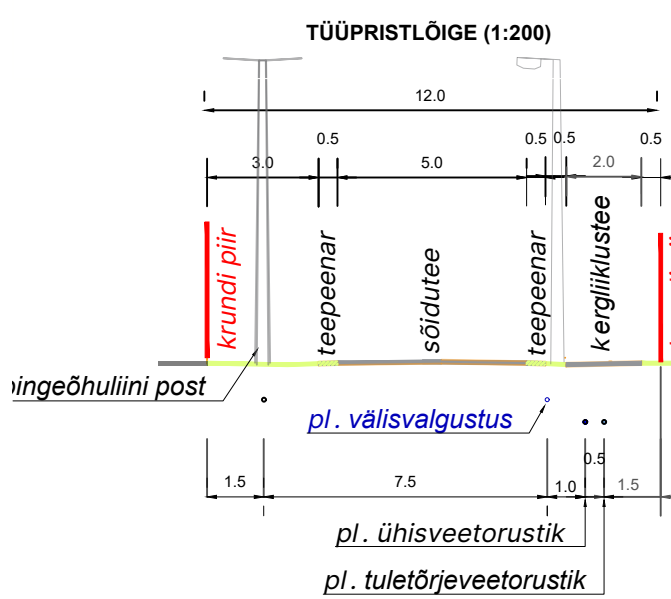 TÜÜPRISTLÕIGE (1:200)
12.0
0.5 0.5 0.5 0.5
3.0 5.0 2.0
krundi piir
teepeenar
sõidutee
teepeenar
kergliiklustee
pingeõhuliini post
pl. välisvalgustus
0.5
1.5 7.5 1.0 1.5
pl. ühisveetorustik
pl. tuletõrjeveetorustik